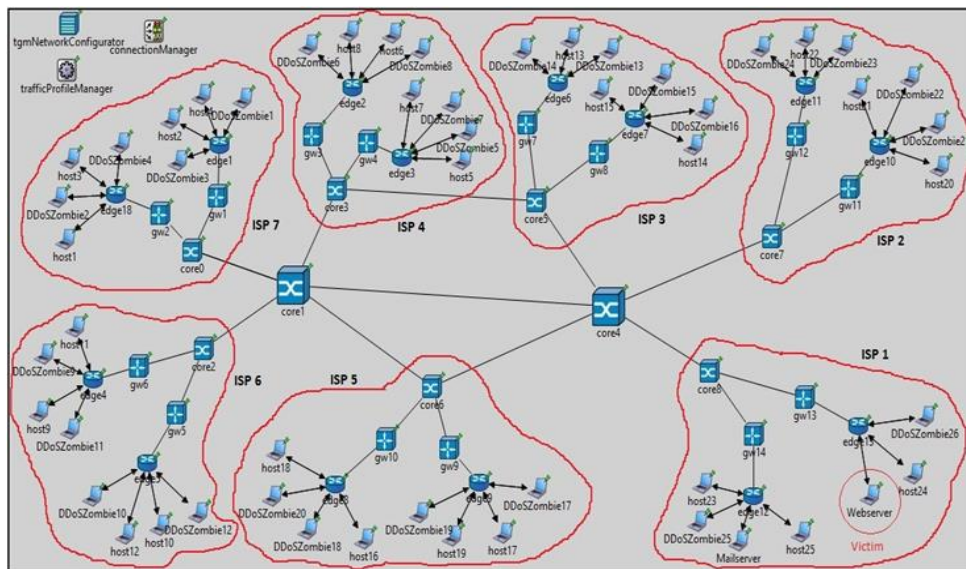 tgmNetworkConfigurator
connectionManager
trafficProfileManager
DDoSZombie6
host8
host6
DDoSZombie8
edge2
host7
gw3
gw4
DDoSZombie7
DDoSZombie5
edge3
host5
core3
ISP 4
DDoSZombie14
host13
DDoSZombie13
edge6
host15
DDoSZombie15
DDoSZombie16
edge7
gw7
gw8
host14
core5
ISP 3
DDoSZombie24
host22
DDoSZombie23
edge11
DDoSZombie22
gw12
edge10
host20
gw11
core7
ISP 2
DDoSZombie1
host2
edge1
DDoSZombie4
DDoSZombie3
host3
DDoSZombie2
edge18
gw1
gw2
host1
core0
ISP 7
core1
core4
host11
DDoSZombie9
edge4
gw6
core2
host9
DDoSZombie11
gw5
ISP 6
DDoSZombie10
host12
host10
DDoSZombie12
ISP 5
core6
gw10
gw9
host18
DDoSZombie20
DDoSZombie18
host16
edge9
DDoSZombie17
DDoSZombie19
host19
host17
ISP 1
core8
gw13
gw14
DDoSZombie26
host24
host23
edge12
DDoSZombie25
Mailserver
host25
Webserver
Victim